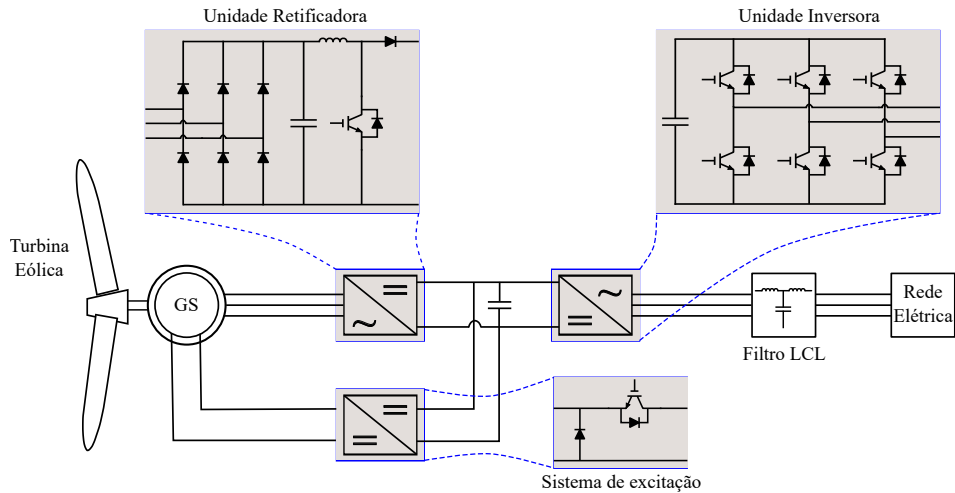 Unidade Retificadora
Unidade Inversora
Turbina
Eólica
GS
Rede
Elétrica
Filtro LCL
Sistema de excitação